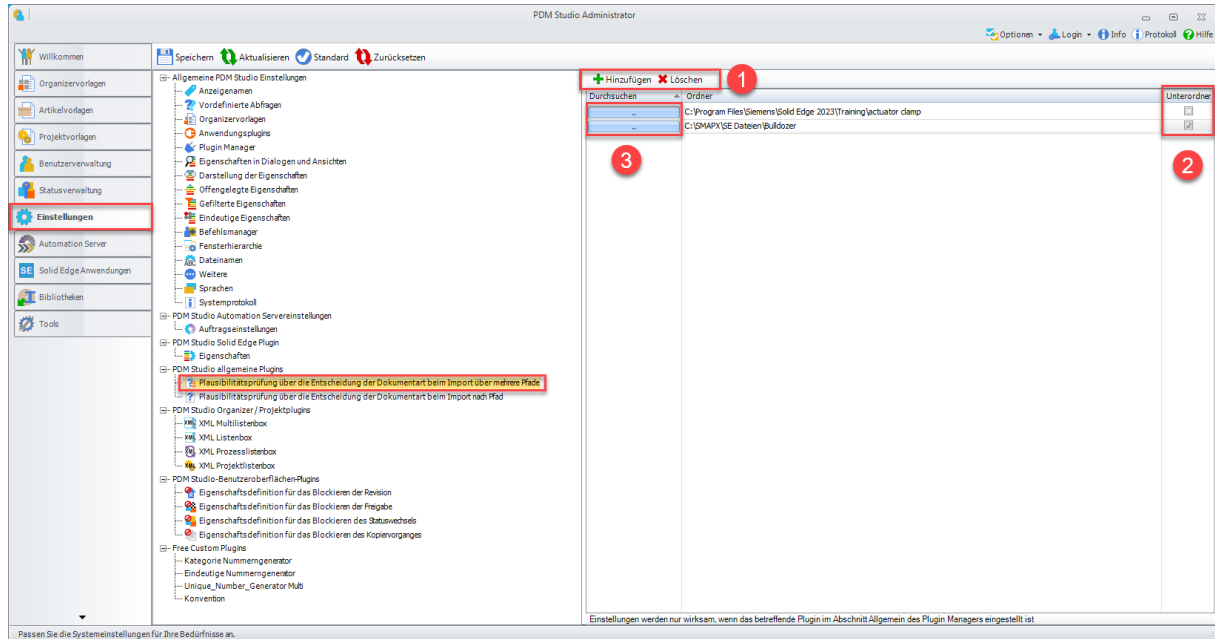 PDM Studio Administrator
Optionen Login Info Protokoll Hilfe
Willkommen
Organizervorlagen
Artikelvorlagen
Projektvorlagen
Benutzerverwaltung
Statusverwaltung
Einstellungen
Automation Server
SE Solid Edge Anwendungen
Bibliotheken
Tools
Speichern Aktualisieren Standard Zurücksetzen
Allgemeine PDM Studio Einstellungen
Anzeigenamen
Vordefinierte Abfragen
Organizervorlagen
Anwendungsplugins
Plugin Manager
Eigenschaften in Dialogen und Ansichten
Darstellung der Eigenschaften
Offengelegte Eigenschaften
Gefilterte Eigenschaften
Eindeutige Eigenschaften
Befehlsmanager
Fensterhierarchie
ABC Dateinamen
Weitere
Sprachen
Systemprotokoll
PDM Studio Automation Servereinstellungen
Auftragseinstellungen
PDM Studio Solid Edge Plugin
Eigenschaften
PDM Studio allgemeine Plugins
Plausibilitätsprüfung über die Entscheidung der Dokumentart beim Import über mehrere Pfade
Plausibilitätsprüfung über die Entscheidung der Dokumentart beim Import nach Pfad
PDM Studio Organizer / Projektplugins
XML XML Multilistenbox
XML XML Listenbox
XML XML Prozesslistenbox
XML XML Projektlistenbox
PDM Studio-Benutzeroberflächen-Plugins
Eigenschaftsdefinition für das Blockieren der Revision
Eigenschaftsdefinition für das Blockieren der Freigabe
Eigenschaftsdefinition für das Blockieren des Statuswechsels
Eigenschaftsdefinition für das Blockieren des Kopiervorganges
Free Custom Plugins
Kategorie Nummerngenerator
Eindeutige Nummerngenerator
Unique_Number_Generator Multi
Konvention
Hinzufügen Löschen 1
Durchsuchen Ordner Unterordner
.. C:\Program Files\Siemens\Solid Edge 2023\Training\actuator clamp
.. C:\SMAPX\SE Dateien\Bulldozer
3 2
Einstellungen werden nur wirksam, wenn das betreffende Plugin im Abschnitt Allgemein des Plugin Managers eingestellt ist
Passen Sie die Systemeinstellungen für Ihre Bedürfnisse an.